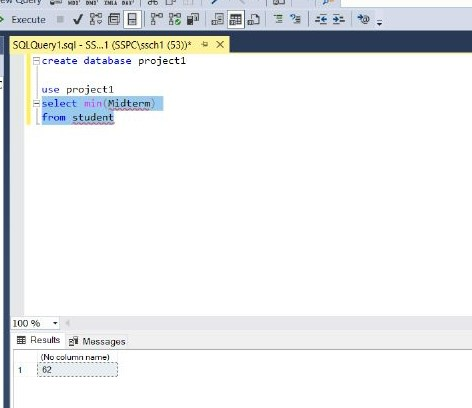 Execute
SQLQuery1.sql - SS...1 (SSPC\ssch1 (53))*
create database project1
use project1
select min(Midterm)
from student
100 %
Results Messages
(No column name)
1 62